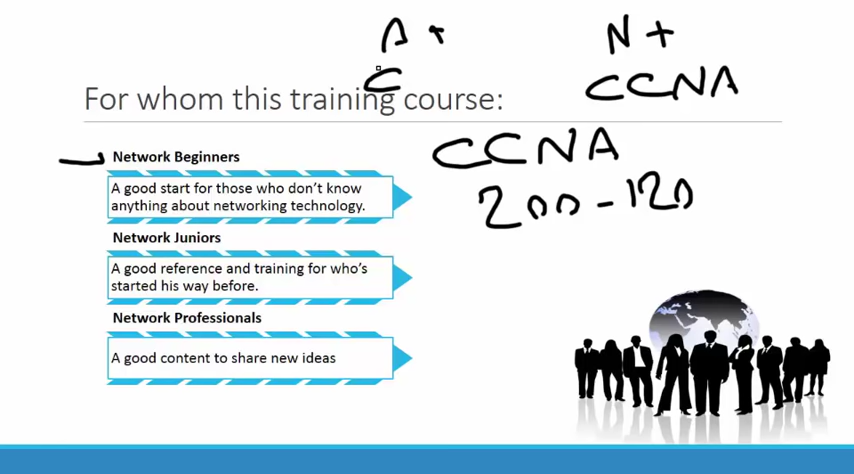 A + N +
C CCNA
For whom this training course:
CCNA
200-120
Network Beginners
A good start for those who don't know
anything about networking technology.
Network Juniors
A good reference and training for who's
started his way before.
Network Professionals
A good content to share new ideas